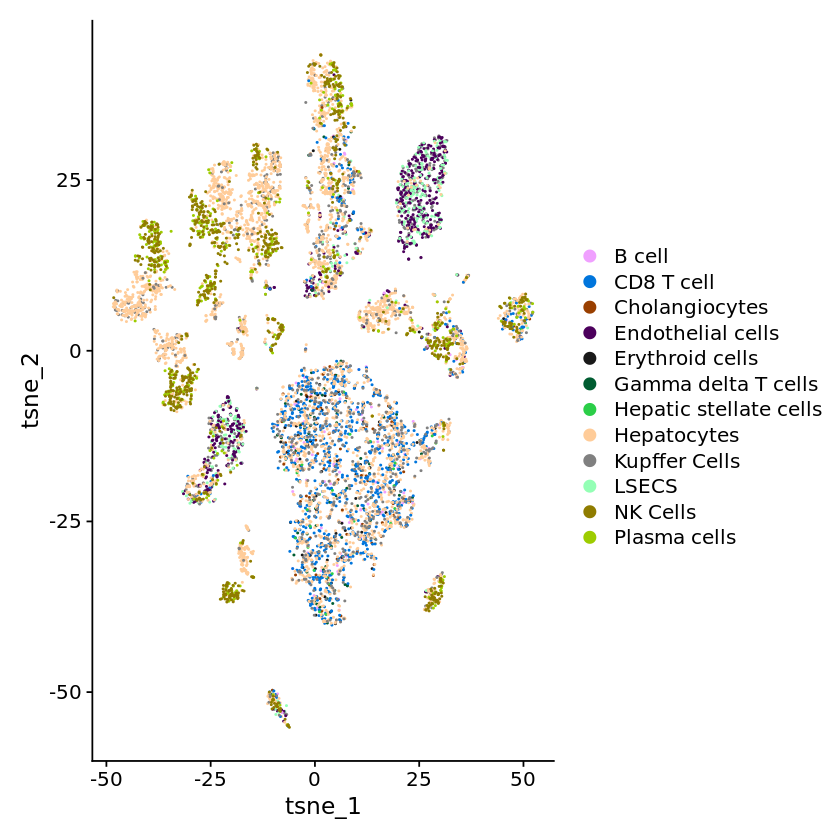 tsne_2
25
0
-25
-50
-50
-25
0
25
50
tsne_1
B cell
CD8 T cell
Cholangiocytes
Endothelial cells
Erythroid cells
Gamma delta T cells
Hepatic stellate cells
Hepatocytes
Kupffer Cells
LSECS
NK Cells
Plasma cells